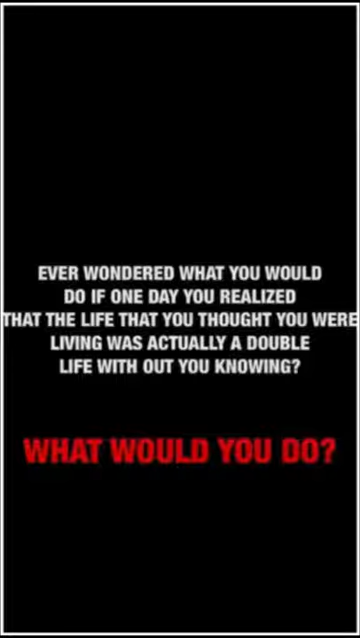 EVER WONDERED WHAT YOU WOULD
DO IF ONE DAY YOU REALIZED
THAT THE LIFE THAT YOU THOUGHT YOU WERE
LIVING WAS ACTUALLY A DOUBLE
LIFE WITH OUT YOU KNOWING?
WHAT WOULD YOU DO?